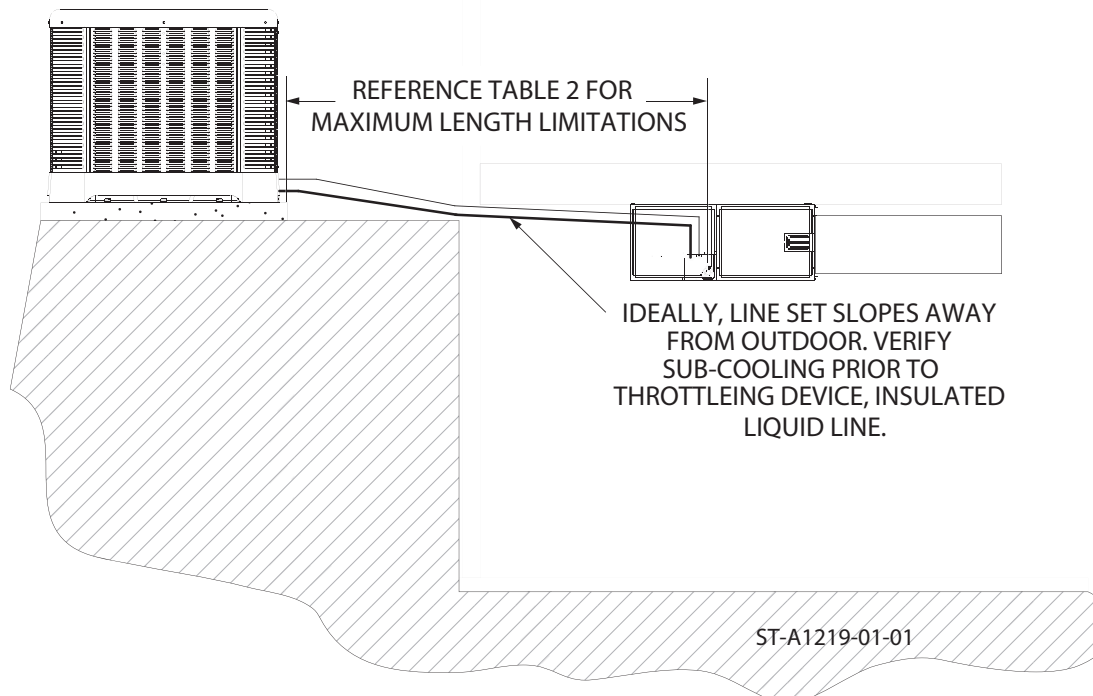 REFERENCE TABLE 2 FOR
MAXIMUM LENGTH LIMITATIONS
IDEALLY, LINE SET SLOPES AWAY
FROM OUTDOOR. VERIFY
SUB-COOLING PRIOR TO
THROTTLEING DEVICE, INSULATED
LIQUID LINE.
ST-A1219-01-01